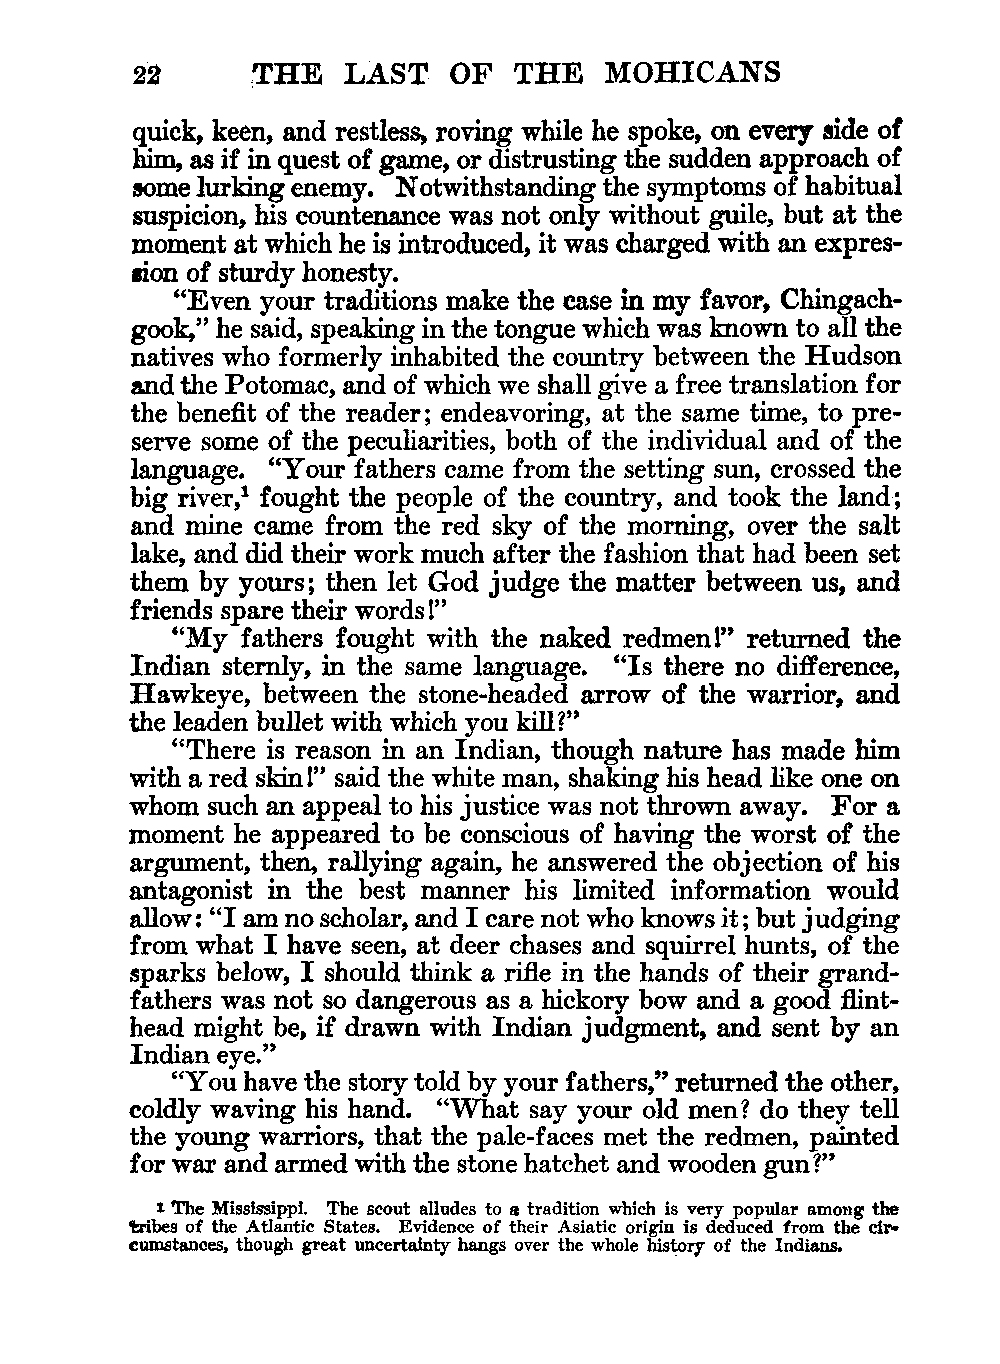 22 THE LAST OF THE MOHICANS
quick, keen, and restless, roving while he spoke, on every side of
him, as if in quest of game, or distrusting the sudden approach of
some lurking enemy. Notwithstanding the symptoms of habitual
suspicion, his countenance was not only without guile, but at the
moment at which he is introduced, it was charged with an expres-
sion of sturdy honesty.
“Even your traditions make the case in my favor, Chingach-
gook,” he said, speaking in the tongue which was known to all the
natives who formerly inhabited the country between the Hudson
and the Potomac, and of which we shall give a free translation for
the benefit of the reader; endeavoring, at the same time, to pre-
serve some of the peculiarities, both of the individual and of the
language. “Your fathers came from the setting sun, crossed the
big river,¹ fought the people of the country, and took the land;
and mine came from the red sky of the morning, over the salt
lake, and did their work much after the fashion that had been set
them by yours; then let God judge the matter between us, and
friends spare their words!”
“My fathers fought with the naked redmen!” returned the
Indian sternly, in the same language. “Is there no difference,
Hawkeye, between the stone-headed arrow of the warrior, and
the leaden bullet with which you kill?”
“There is reason in an Indian, though nature has made him
with a red skin!” said the white man, shaking his head like one on
whom such an appeal to his justice was not thrown away. For a
moment he appeared to be conscious of having the worst of the
argument, then, rallying again, he answered the objection of his
antagonist in the best manner his limited information would
allow: “I am no scholar, and I care not who knows it; but judging
from what I have seen, at deer chases and squirrel hunts, of the
sparks below, I should think a rifle in the hands of their grand-
fathers was not so dangerous as a hickory bow and a good flint-
head might be, if drawn with Indian judgment, and sent by an
Indian eye.”
“You have the story told by your fathers,” returned the other,
coldly waving his hand. “What say your old men? do they tell
the young warriors, that the pale-faces met the redmen, painted
for war and armed with the stone hatchet and wooden gun?”
¹ The Mississippi. The scout alludes to a tradition which is very popular among the
tribes of the Atlantic States. Evidence of their Asiatic origin is deduced from the cir-
cumstances, though great uncertainty hangs over the whole history of the Indians.